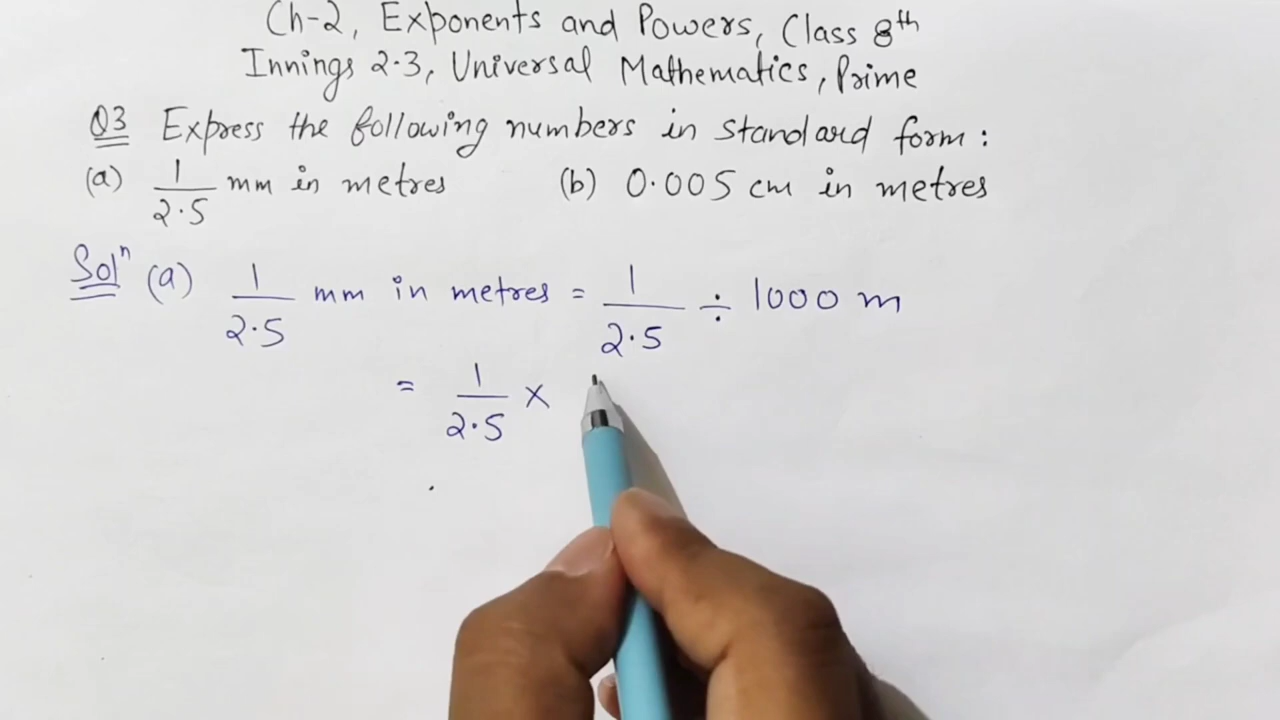 Ch-2, Exponents and Powers, Class 8th
Innings 2.3, Universal Mathematics, Prime
Q3 Express the following numbers in standard form:
(a) 1/2.5 mm in metres (b) 0.005 cm in metres
Soln (a) 1/2.5 mm in metres = 1/2.5 ÷ 1000 m
= 1/2.5 ×